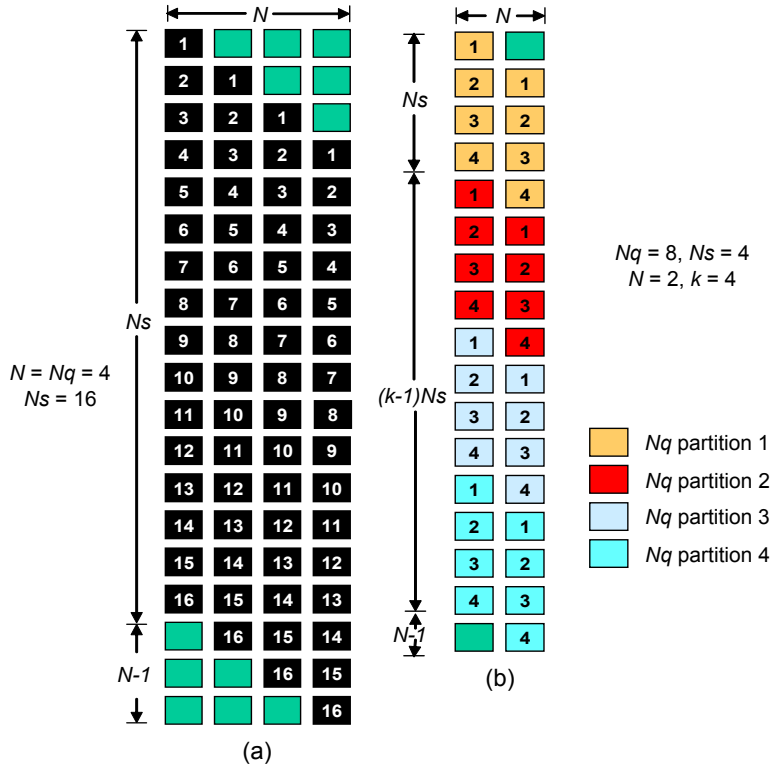 N N
1 1
2 1 2 1
3 2 1 3 2
Ns
4 3 2 1 4 3
5 4 3 2 1 4
6 5 4 3 2 1
7 6 5 4 3 2
8 7 6 5 4 3
Nq = 8, Ns = 4
N = 2, k = 4
Ns
9 8 7 6 1 4
N = Nq = 4
Ns = 16
10 9 8 7 2 1
(k-1)Ns
11 10 9 8 3 2
12 11 10 9 4 3
13 12 11 10 1 4
14 13 12 11 2 1
15 14 13 12 3 2
16 15 14 13 4 3
Nq partition 1
Nq partition 2
Nq partition 3
Nq partition 4
16 15 14 4
N-1 N-1
16 15
16
(a)
(b)